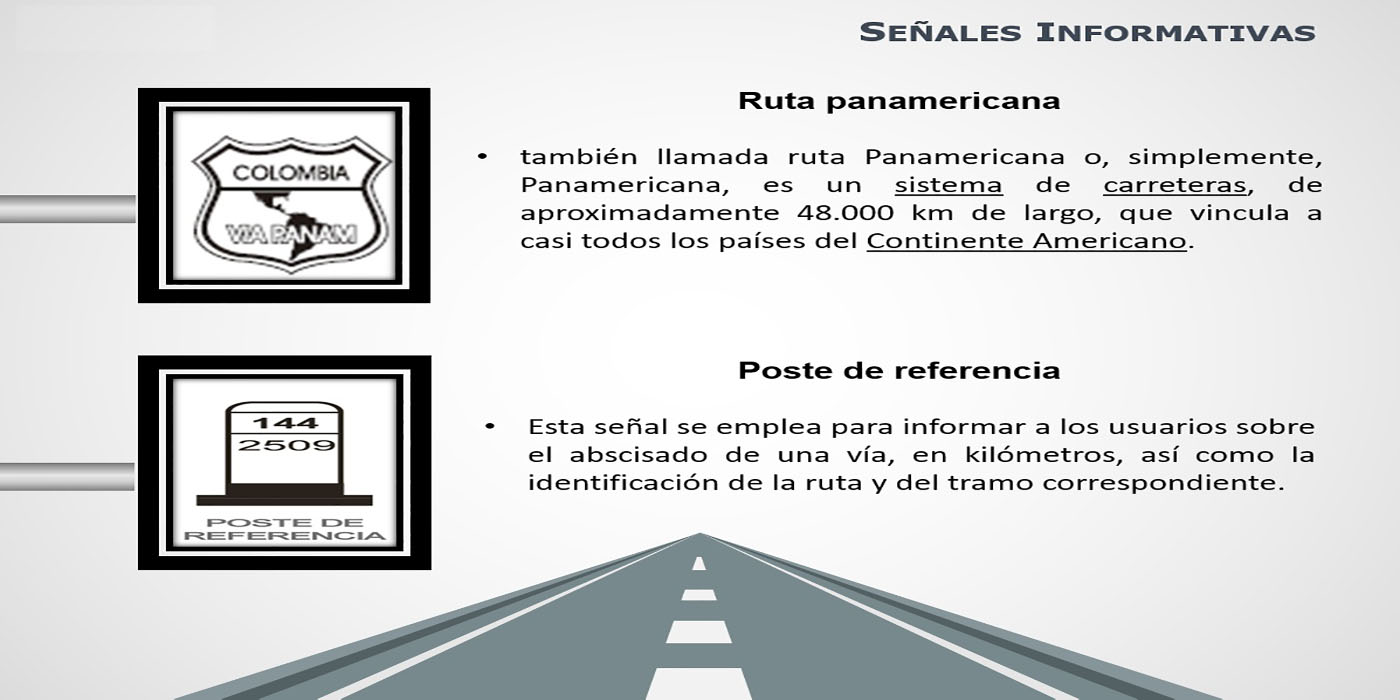 SEÑALES INFORMATIVAS
COLOMBIA
VIA PANAM
Ruta panamericana
• también llamada ruta Panamericana o, simplemente,
Panamericana, es un sistema de carreteras, de
aproximadamente 48.000 km de largo, que vincula a
casi todos los países del Continente Americano.
144
2509
POSTE DE
REFERENCIA
Poste de referencia
• Esta señal se emplea para informar a los usuarios sobre
el abscisado de una vía, en kilómetros, así como la
identificación de la ruta y del tramo correspondiente.